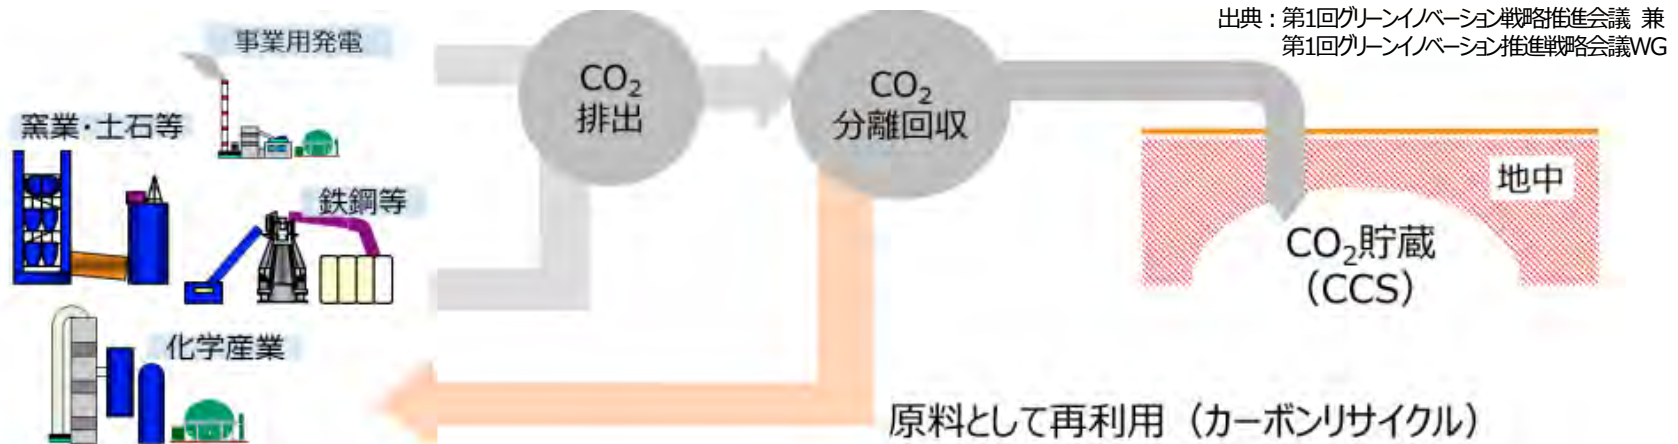 出典：第1回グリーンイノベーション戦略推進会議 兼
第1回グリーンイノベーション推進戦略会議WG
事業用発電
窯業・土石等
鉄鋼等
化学産業
CO₂
排出
CO₂
分離回収
地中
CO₂貯蔵
（CCS）
原料として再利用（カーボンリサイクル）